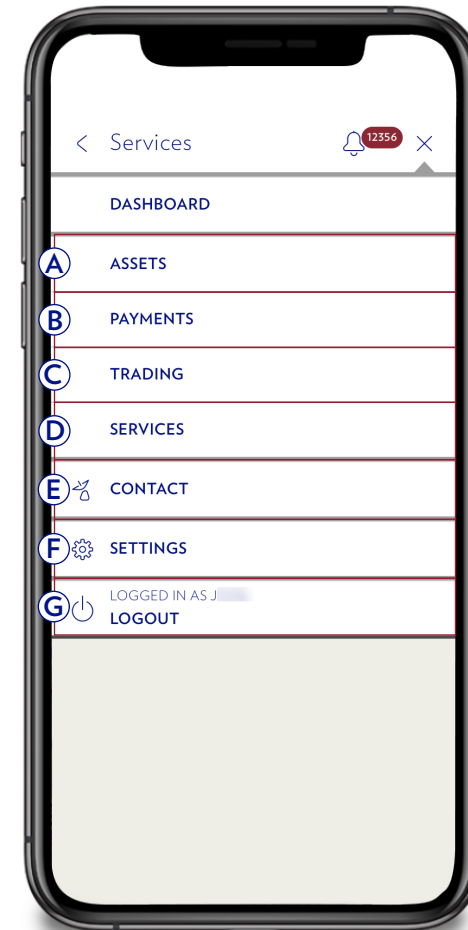 Services
12356
DASHBOARD
A ASSETS
B PAYMENTS
C TRADING
D SERVICES
E CONTACT
F SETTINGS
G LOGGED IN AS J
LOGOUT